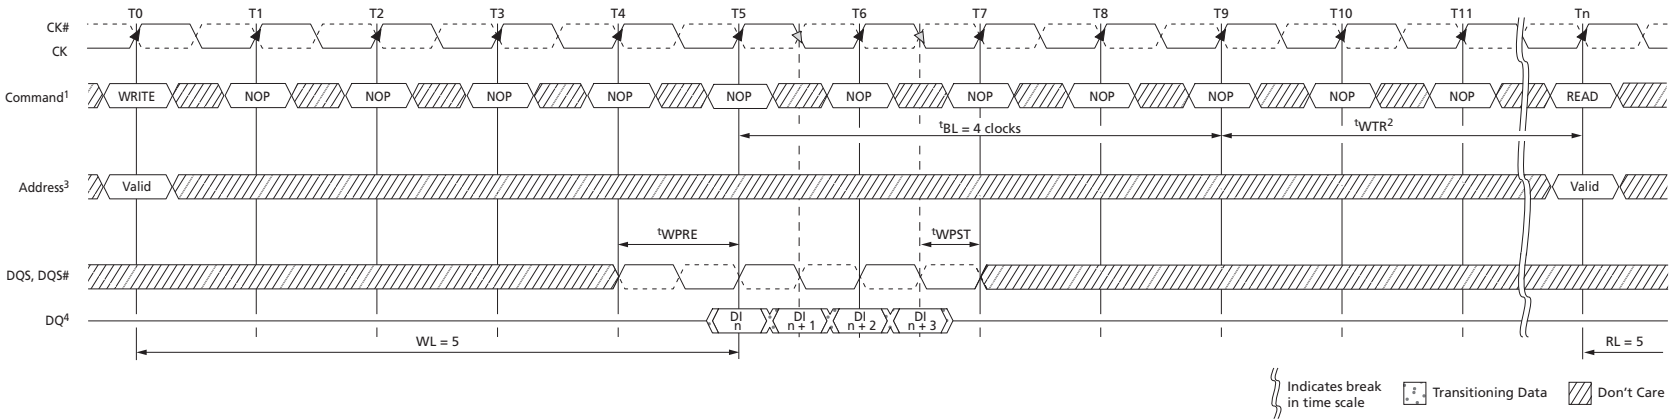 T0 T1 T2 T3 T4 T5 T6 T7 T8 T9 T10 T11 Tn
CK#
CK
Command¹ WRITE NOP NOP NOP NOP NOP NOP NOP NOP NOP NOP NOP READ
ᵗBL = 4 clocks ᵗWTR²
Address³ Valid Valid
ᵗWPRE ᵗWPST
DQS, DQS#
DQ⁴ DI n DI n + 1 DI n + 2 DI n + 3
WL = 5 RL = 5
Indicates break in time scale
Transitioning Data
Don't Care